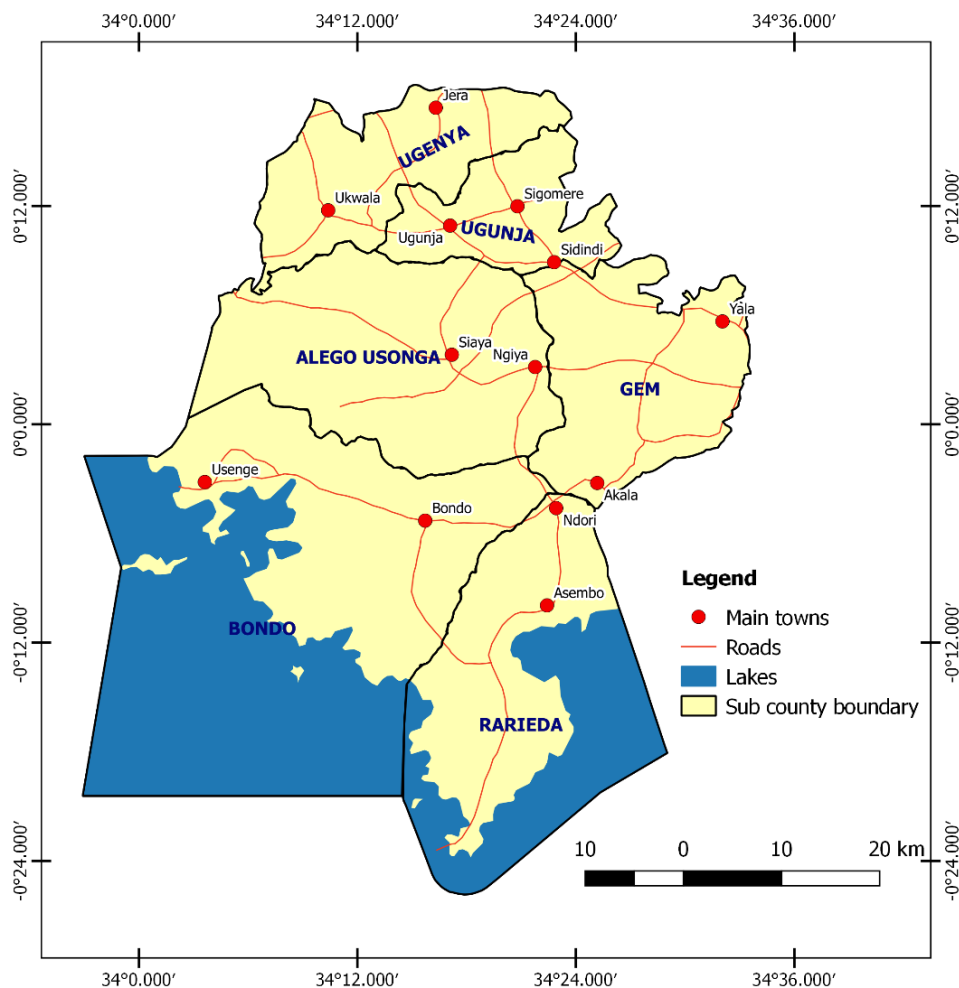 34°0.000′ 34°12.000′ 34°24.000′ 34°36.000′
Jera
UGENYA
Ukwala
Sigomere
0°12.000′ 0°12.000′
Ugunja
UGUNJA
Sidindi
Yala
Siaya
ALEGO USONGA
Ngiya
GEM
0°0.000′ 0°0.000′
Usenge
Akala
Bondo
Ndori
Legend
Asembo
Main towns
BONDO
-0°12.000′ -0°12.000′
Roads
Lakes
Sub county boundary
RARIEDA
10 0 10 20 km
-0°24.000′ -0°24.000′
34°0.000′ 34°12.000′ 34°24.000′ 34°36.000′